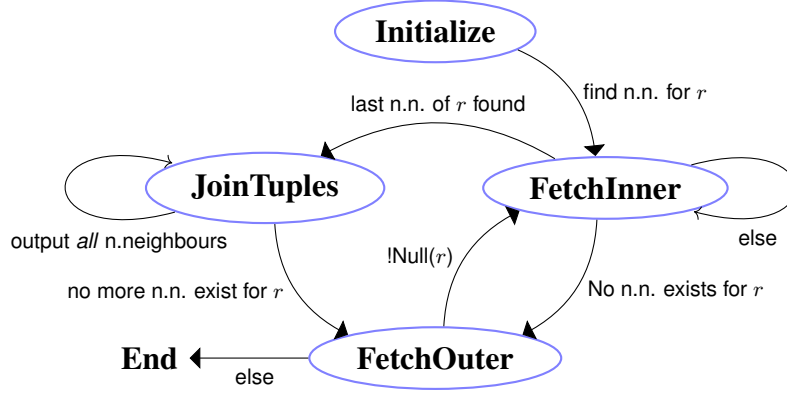 Initialize
find n.n. for r
last n.n. of r found
JoinTuples
FetchInner
output all n.neighbours
else
!Null(r)
no more n.n. exist for r
No n.n. exists for r
End
FetchOuter
else